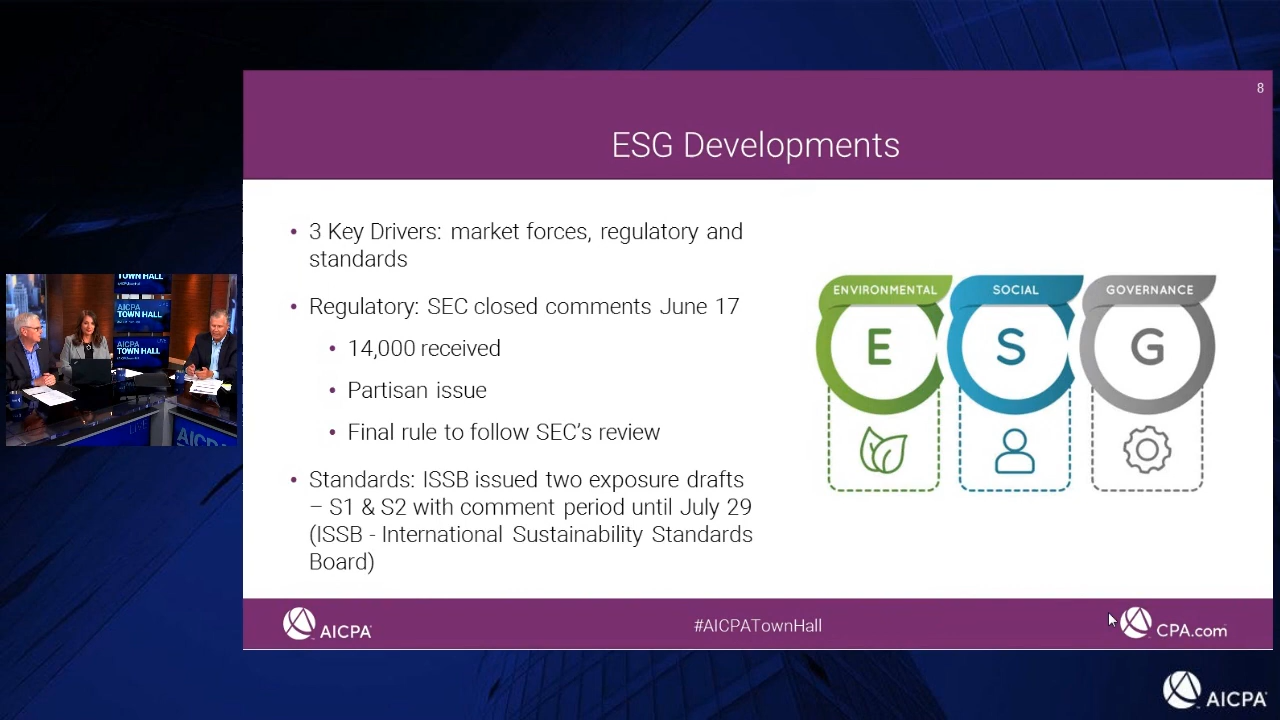 8
ESG Developments
• 3 Key Drivers: market forces, regulatory and
standards
• Regulatory: SEC closed comments June 17
• 14,000 received
• Partisan issue
• Final rule to follow SEC's review
• Standards: ISSB issued two exposure drafts
– S1 & S2 with comment period until July 29
(ISSB - International Sustainability Standards
Board)
ENVIRONMENTAL
SOCIAL
GOVERNANCE
E
S
G
TOWN HALL
AICPA
TOWN HALL
AICPA
TOWN HALL
AICPA
#AICPATownHall
CPA.com
AICPA